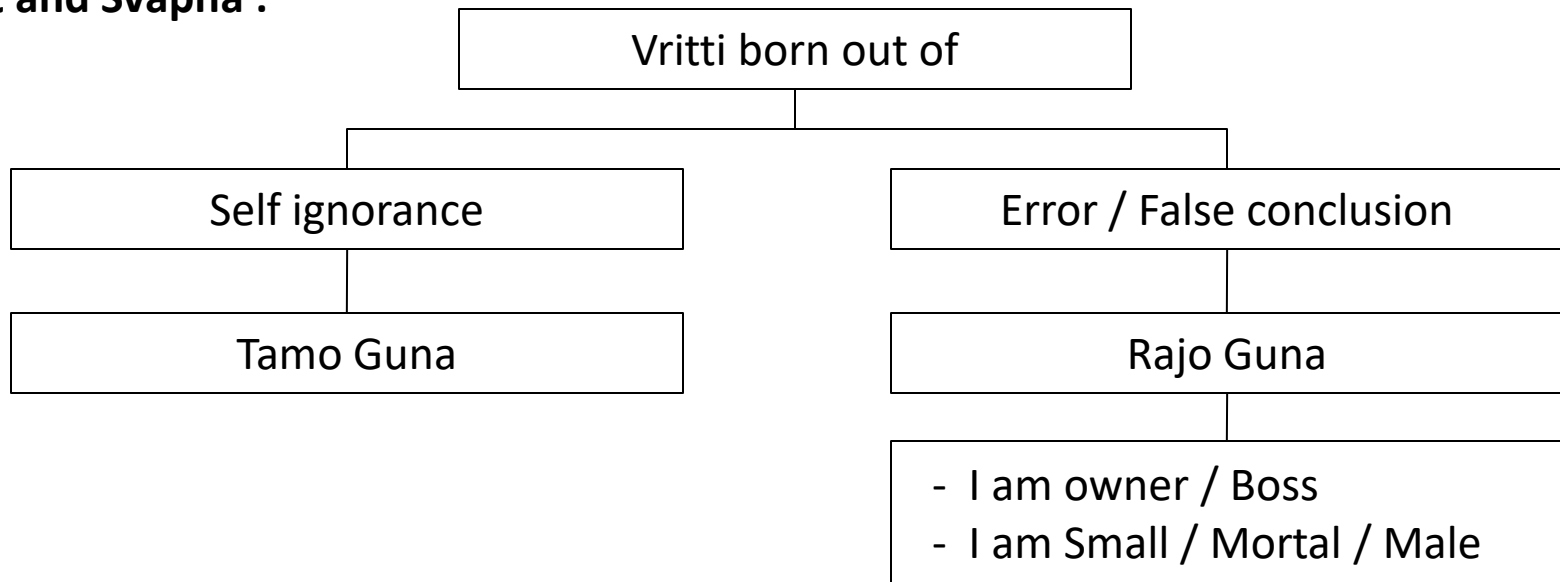 and Svapna :
Vritti born out of
Self ignorance
Error / False conclusion
Tamo Guna
Rajo Guna
- I am owner / Boss
- I am Small / Mortal / Male